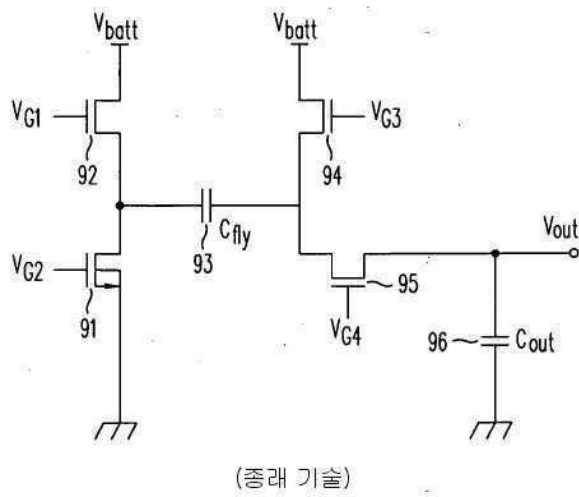 Vbatt
Vbatt
VG1
92
VG3
94
Cfly
93
VG2
91
95
VG4
Vout
96
Cout
(종래 기술)